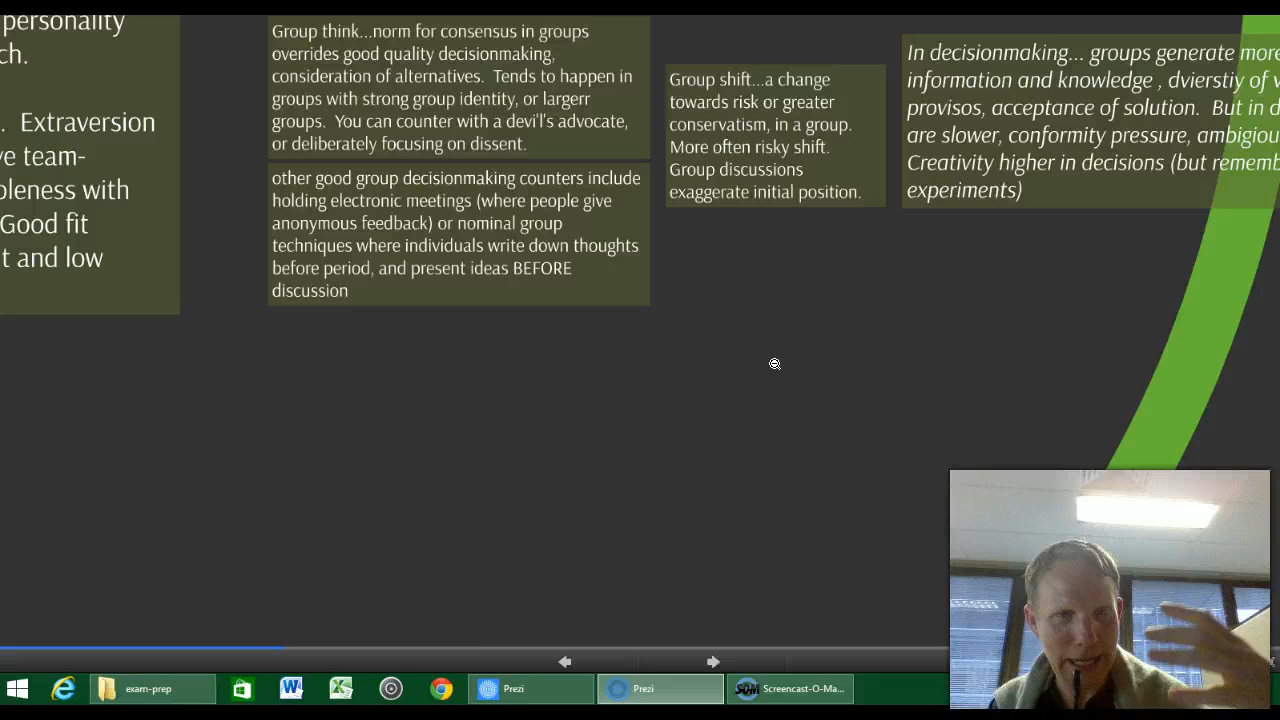 personality
ch.
. Extraversion
ve team-
bleness with
Good fit
t and low
Group think...norm for consensus in groups
overrides good quality decisionmaking,
consideration of alternatives. Tends to happen in
groups with strong group identity, or largerr
groups. You can counter with a devi'l's advocate,
or deliberately focusing on dissent.
other good group decisionmaking counters include
holding electronic meetings (where people give
anonymous feedback) or nominal group
techniques where individuals write down thoughts
before period, and present ideas BEFORE
discussion
Group shift...a change
towards risk or greater
conservatism, in a group.
More often risky shift.
Group discussions
exaggerate initial position.
In decisionmaking... groups generate more
information and knowledge , dvierstiy of v
provisos, acceptance of solution. But in d
are slower, conformity pressure, ambigiou
Creativity higher in decisions (but rememb
experiments)
exam-prep
Prezi
Prezi
SOM
Screencast-O-Ma...